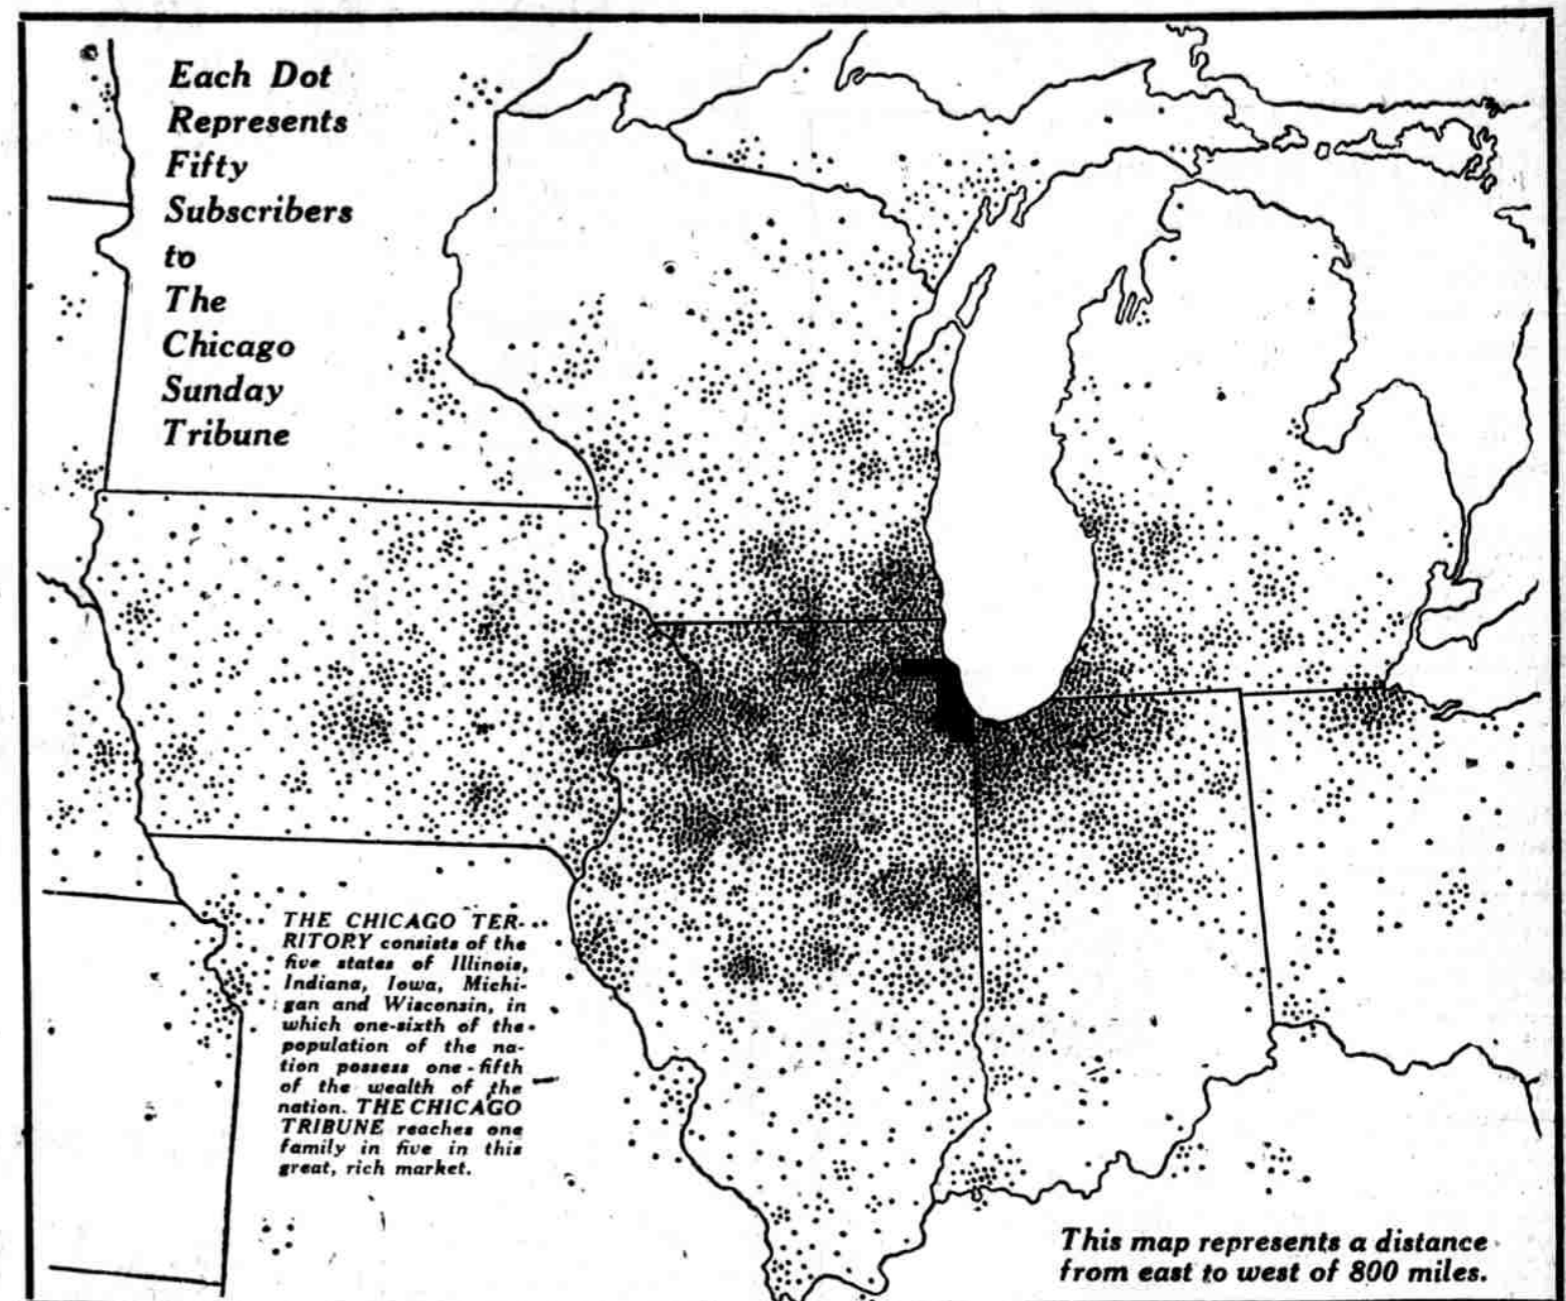 Each Dot
Represents
Fifty
Subscribers
to
The
Chicago
Sunday
Tribune
THE CHICAGO TER-
RITORY consists of the
five states of Illinois,
Indiana, Iowa, Michi-
gan and Wisconsin, in
which one-sixth of the
population of the na-
tion possess one-fifth
of the wealth of the
nation. THE CHICAGO
TRIBUNE reaches one
family in five in this
great, rich market.
This map represents a distance
from east to west of 800 miles.